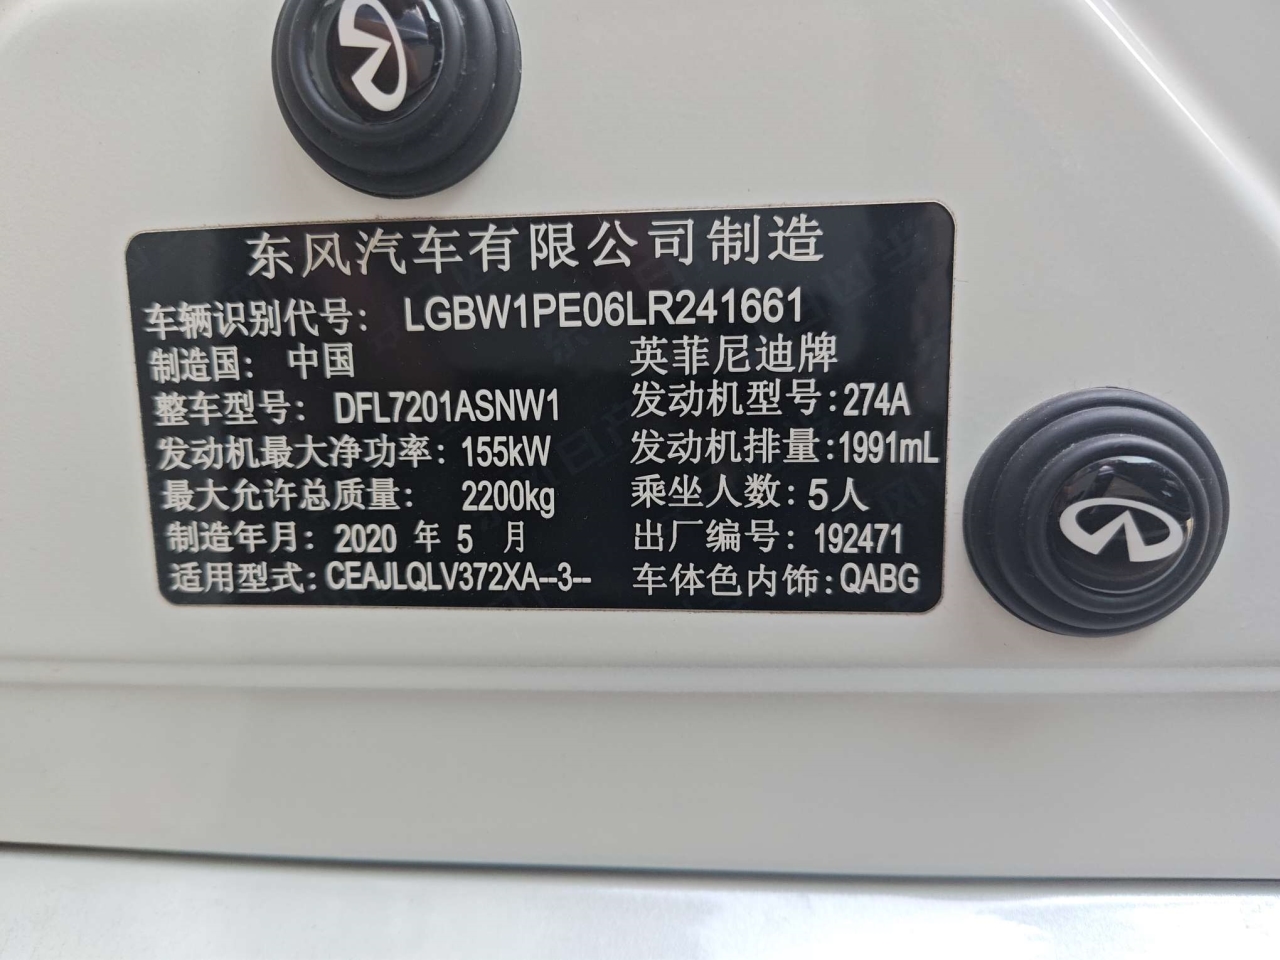 东风汽车有限公司制造
车辆识别代号: LGBW1PE06LR241661
制造国: 中国 英菲尼迪牌
整车型号: DFL7201ASNW1 发动机型号:274A
发动机最大净功率: 155kW 发动机排量:1991mL
最大允许总质量: 2200kg 乘坐人数: 5人
制造年月: 2020 年 5 月 出厂编号: 192471
适用型式: CEAJLQLV372XA--3-- 车体色内饰:QABG